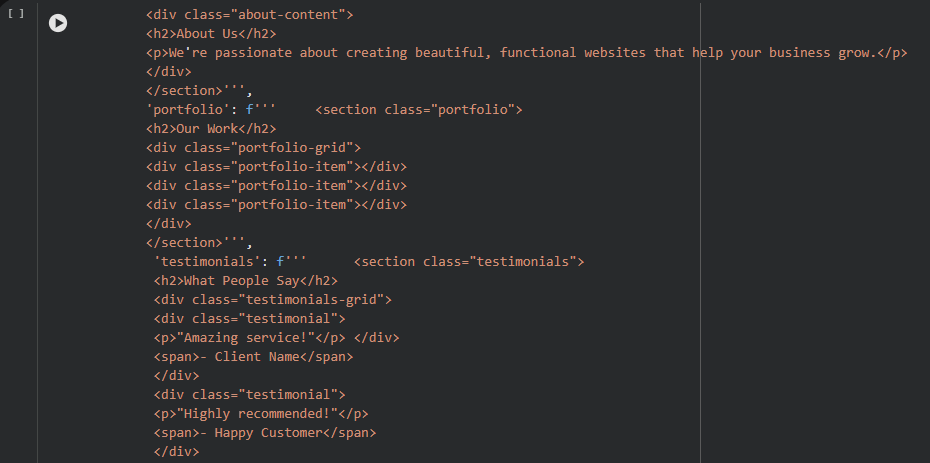 [ ]
<div class="about-content">
<h2>About Us</h2>
<p>We're passionate about creating beautiful, functional websites that help your business grow.</p>
</div>
</section>''',
'portfolio': f''' <section class="portfolio">
<h2>Our Work</h2>
<div class="portfolio-grid">
<div class="portfolio-item"></div>
<div class="portfolio-item"></div>
<div class="portfolio-item"></div>
</div>
</section>''',
'testimonials': f''' <section class="testimonials">
<h2>What People Say</h2>
<div class="testimonials-grid">
<div class="testimonial">
<p>"Amazing service!"</p> </div>
<span>- Client Name</span>
</div>
<div class="testimonial">
<p>"Highly recommended!"</p>
<span>- Happy Customer</span>
</div>